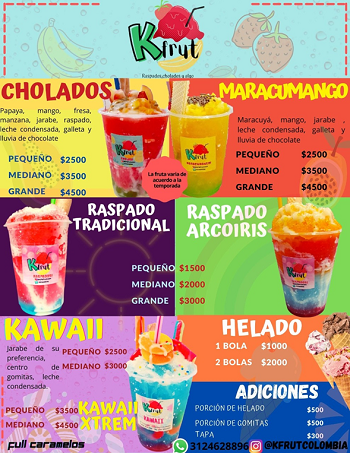 Kfrut
Raspados,cholados y algo
CHOLADOS
Papaya, mango, fresa,
manzana, jarabe, raspado,
leche condensada, galleta y
lluvia de chocolate
PEQUEÑO $2500
MEDIANO $3500
GRANDE $4500
La fruta varia de
acuerdo a la
temporada
MARACUMANGO
Maracuyá, mango, jarabe ,
leche condensada, galleta y
lluvia de chocolate
PEQUEÑO $2500
MEDIANO $3500
GRANDE $4500
RASPADO
TRADICIONAL
RASPADO
ARCOIRIS
PEQUEÑO $1500
MEDIANO $2000
GRANDE $3000
KAWAII
Jarabe de su
preferencia,
centro de
gomitas, leche
condensada
PEQUEÑO $2500
MEDIANO $3000
PEQUEÑO $3500
MEDIANO $4500
KAWAII
XTREM
full caramelos
HELADO
1 BOLA $1000
2 BOLAS $2000
ADICIONES
PORCIÓN DE HELADO $500
PORCIÓN DE GOMITAS $500
TAPA $300
3124628896 @KFRUTCOLOMBIA